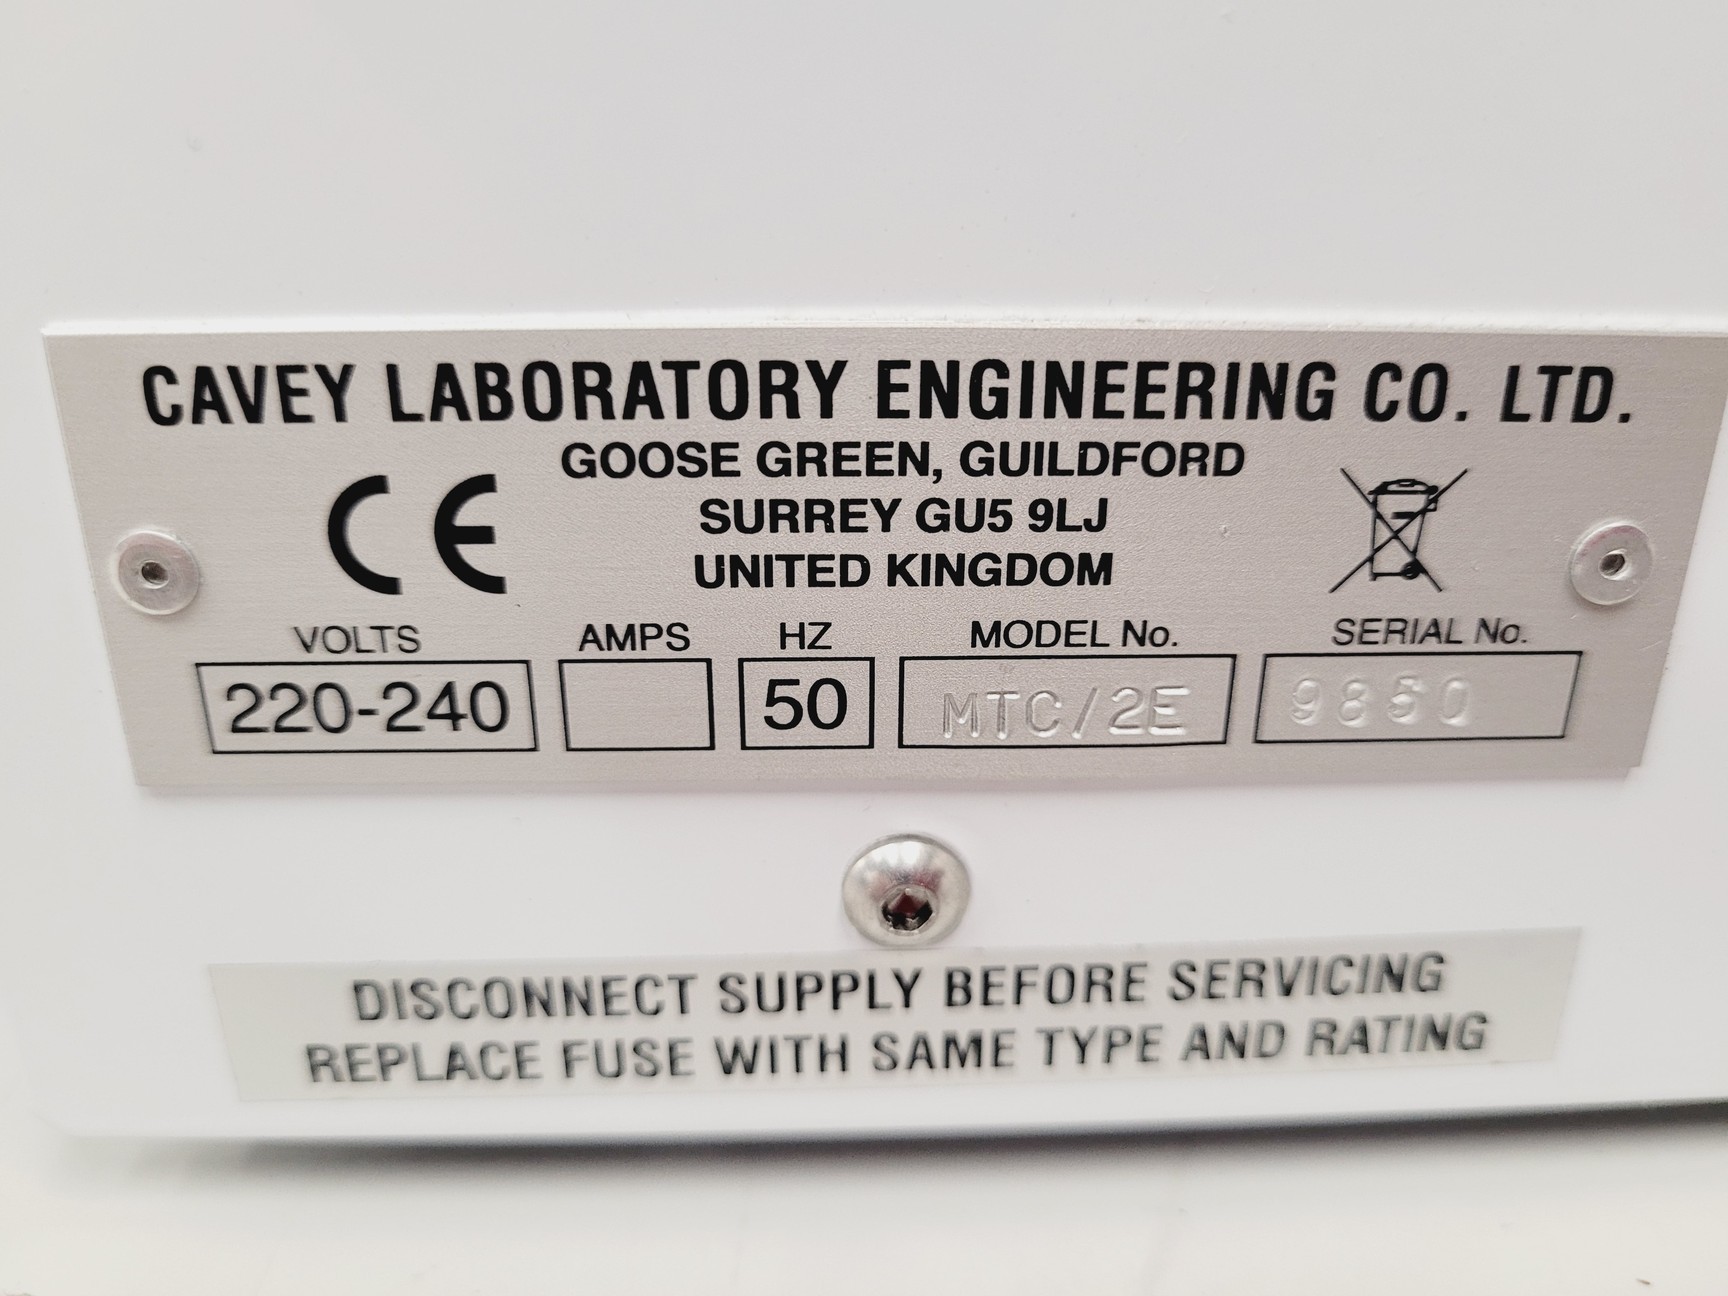 CAVEY LABORATORY ENGINEERING CO. LTD.
GOOSE GREEN, GUILDFORD
SURREY GU5 9LJ
UNITED KINGDOM
CE
VOLTS AMPS HZ MODEL No. SERIAL No.
220-240 50 MTC/2E
DISCONNECT SUPPLY BEFORE SERVICING
REPLACE FUSE WITH SAME TYPE AND RATING